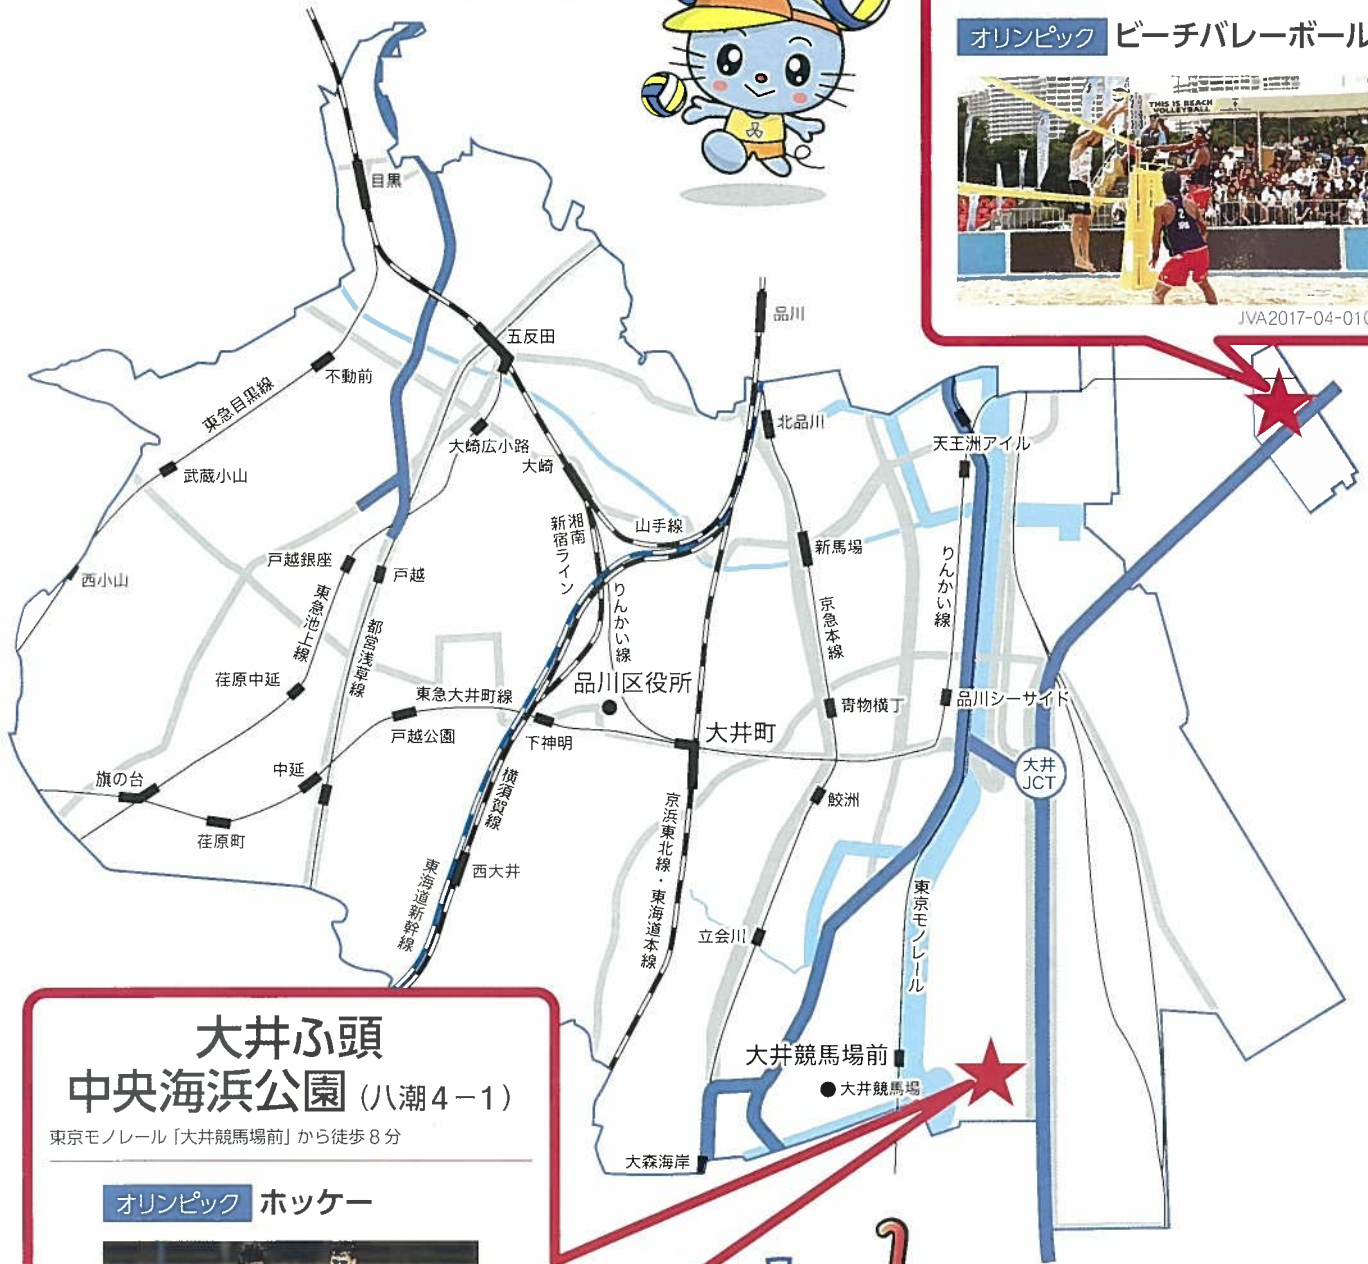 オリンピック ビーチバレーボール
THIS IS BEACH
VOLLEYBALL
JVA2017-04-01
目黒
品川
五反田
不動前
東急目黒線
北品川
大崎広小路
天王洲アイル
大崎
武蔵小山
湘南
新宿ライン
山手線
新馬場
りんかい線
戸越銀座
戸越
西小山
東急池上線
りんかい線
京急本線
都営浅草線
荏原中延
品川区役所
東急大井町線
品川シーサイド
青物横丁
戸越公園
下神明
大井町
中延
大井
JCT
旗の台
横須賀線
鮫洲
京浜東北線・東海道本線
荏原町
西大井
東海道新幹線
東京モノレール
立会川
大井ふ頭
中央海浜公園（八潮4－1）
東京モノレール「大井競馬場前」から徒歩8分
大井競馬場前
大井競馬場
大森海岸
オリンピック ホッケー